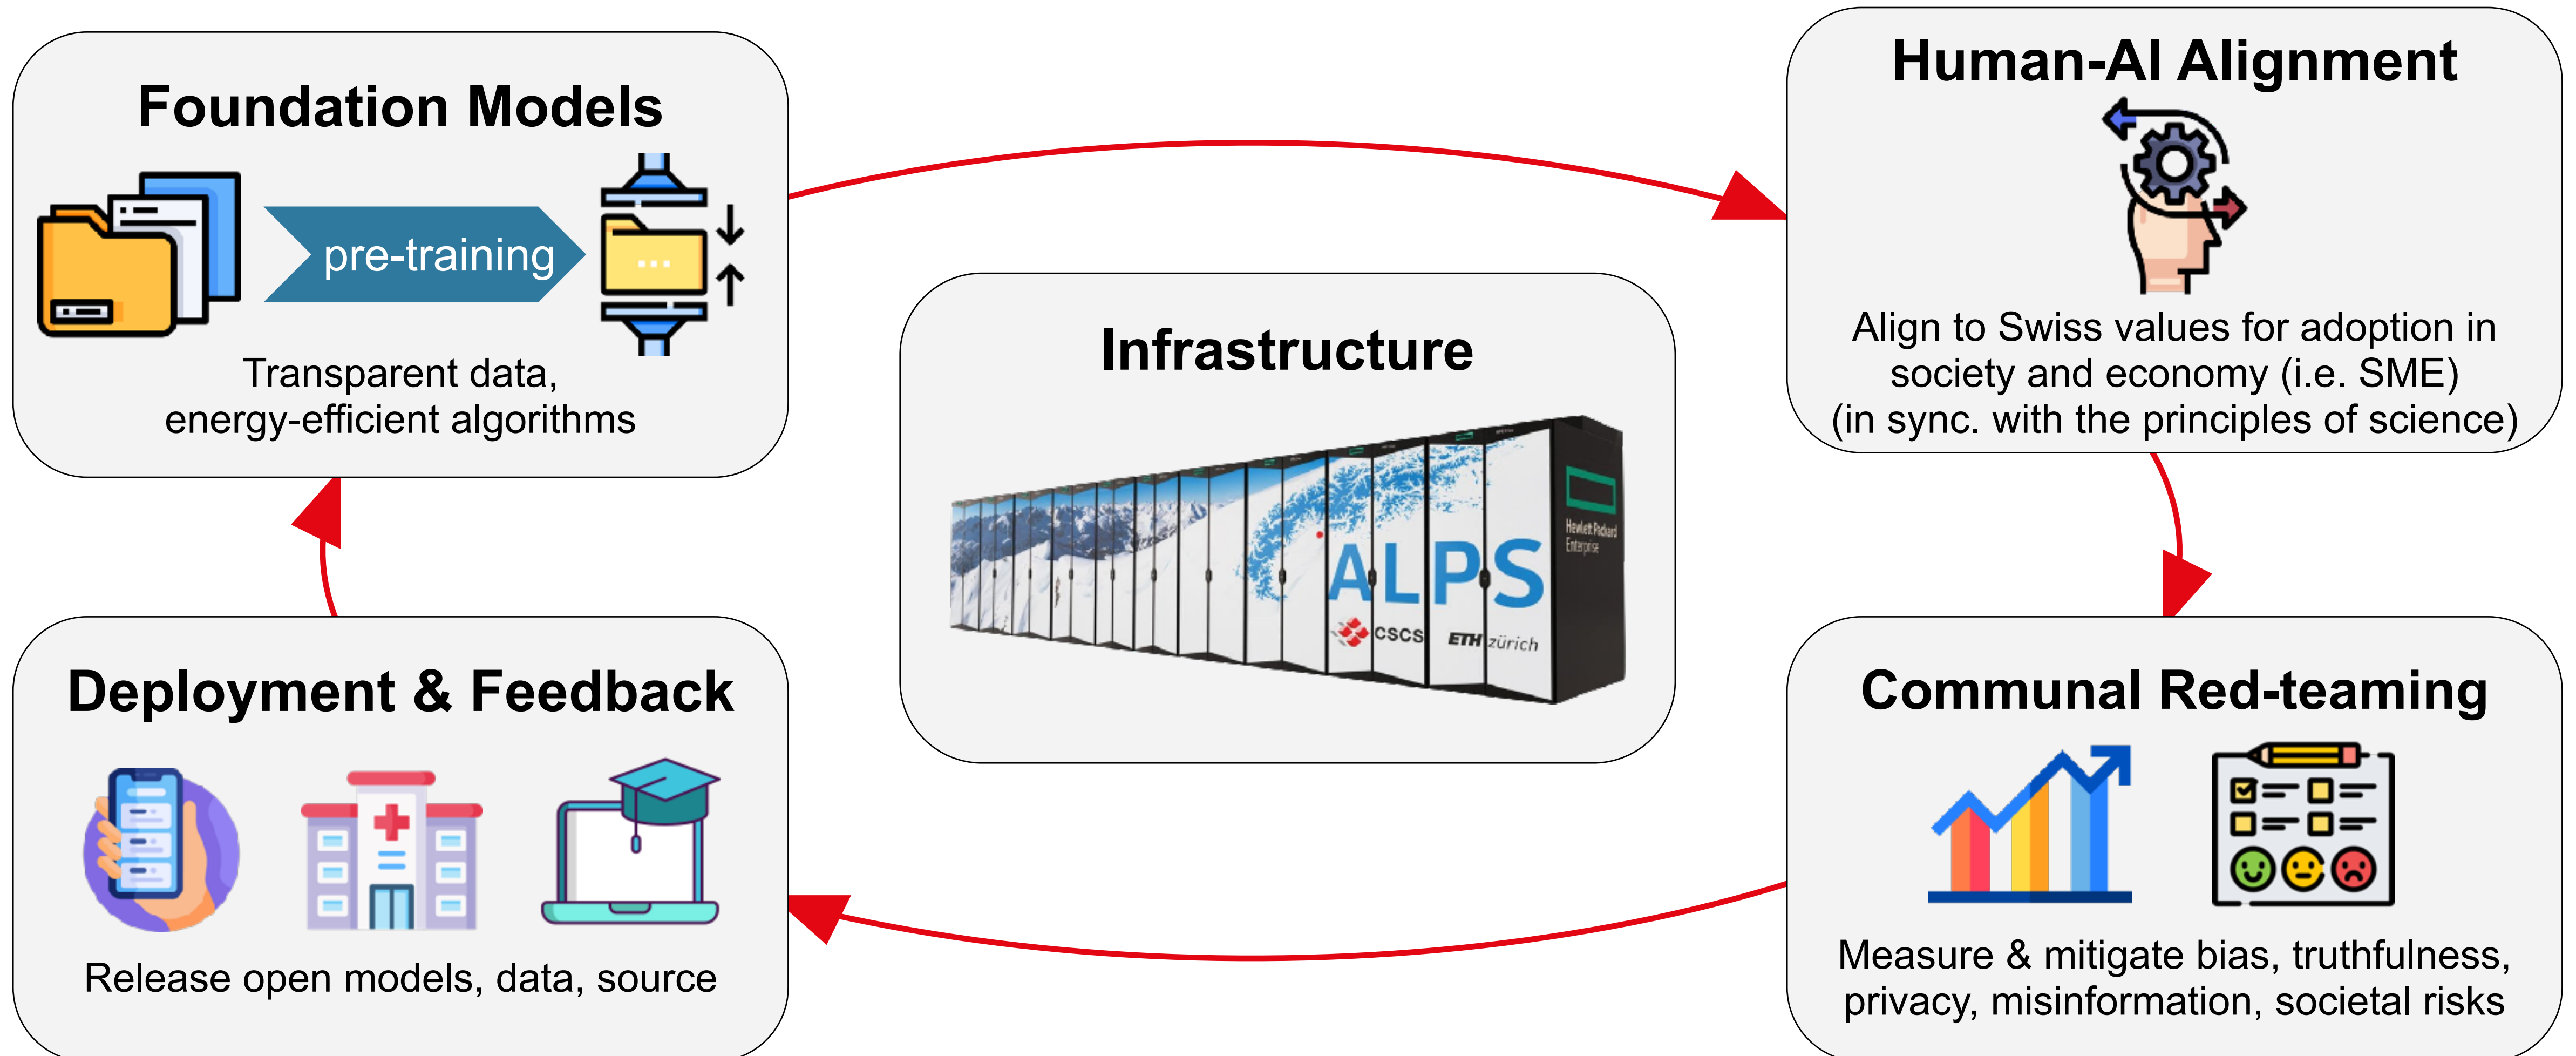 Foundation Models
pre-training
Transparent data,
energy-efficient algorithms
Human-AI Alignment
Align to Swiss values for adoption in
society and economy (i.e. SME)
(in sync. with the principles of science)
Infrastructure
Hewlett Packard
Enterprise
ALPS
CSCS
ETH zürich
Deployment & Feedback
Release open models, data, source
Communal Red-teaming
Measure & mitigate bias, truthfulness,
privacy, misinformation, societal risks